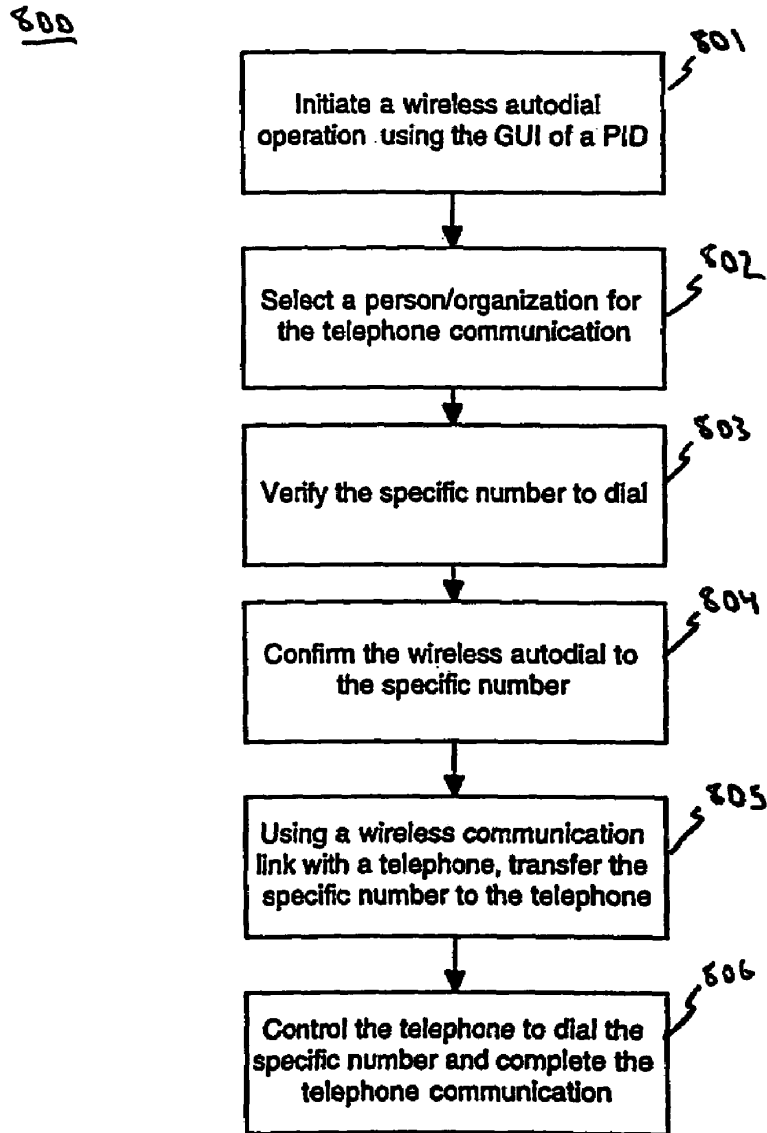 800
801
Initiate a wireless autodial
operation using the GUI of a PID
802
Select a person/organization for
the telephone communication
803
Verify the specific number to dial
804
Confirm the wireless autodial to
the specific number
805
Using a wireless communication
link with a telephone, transfer the
specific number to the telephone
806
Control the telephone to dial the
specific number and complete the
telephone communication